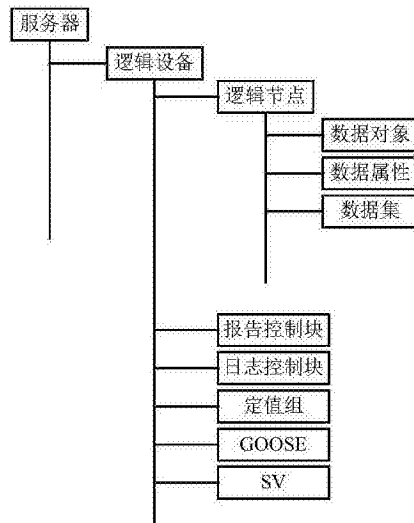 服务器
逻辑设备
逻辑节点
数据对象
数据属性
数据集
报告控制块
日志控制块
定值组
GOOSE
SV